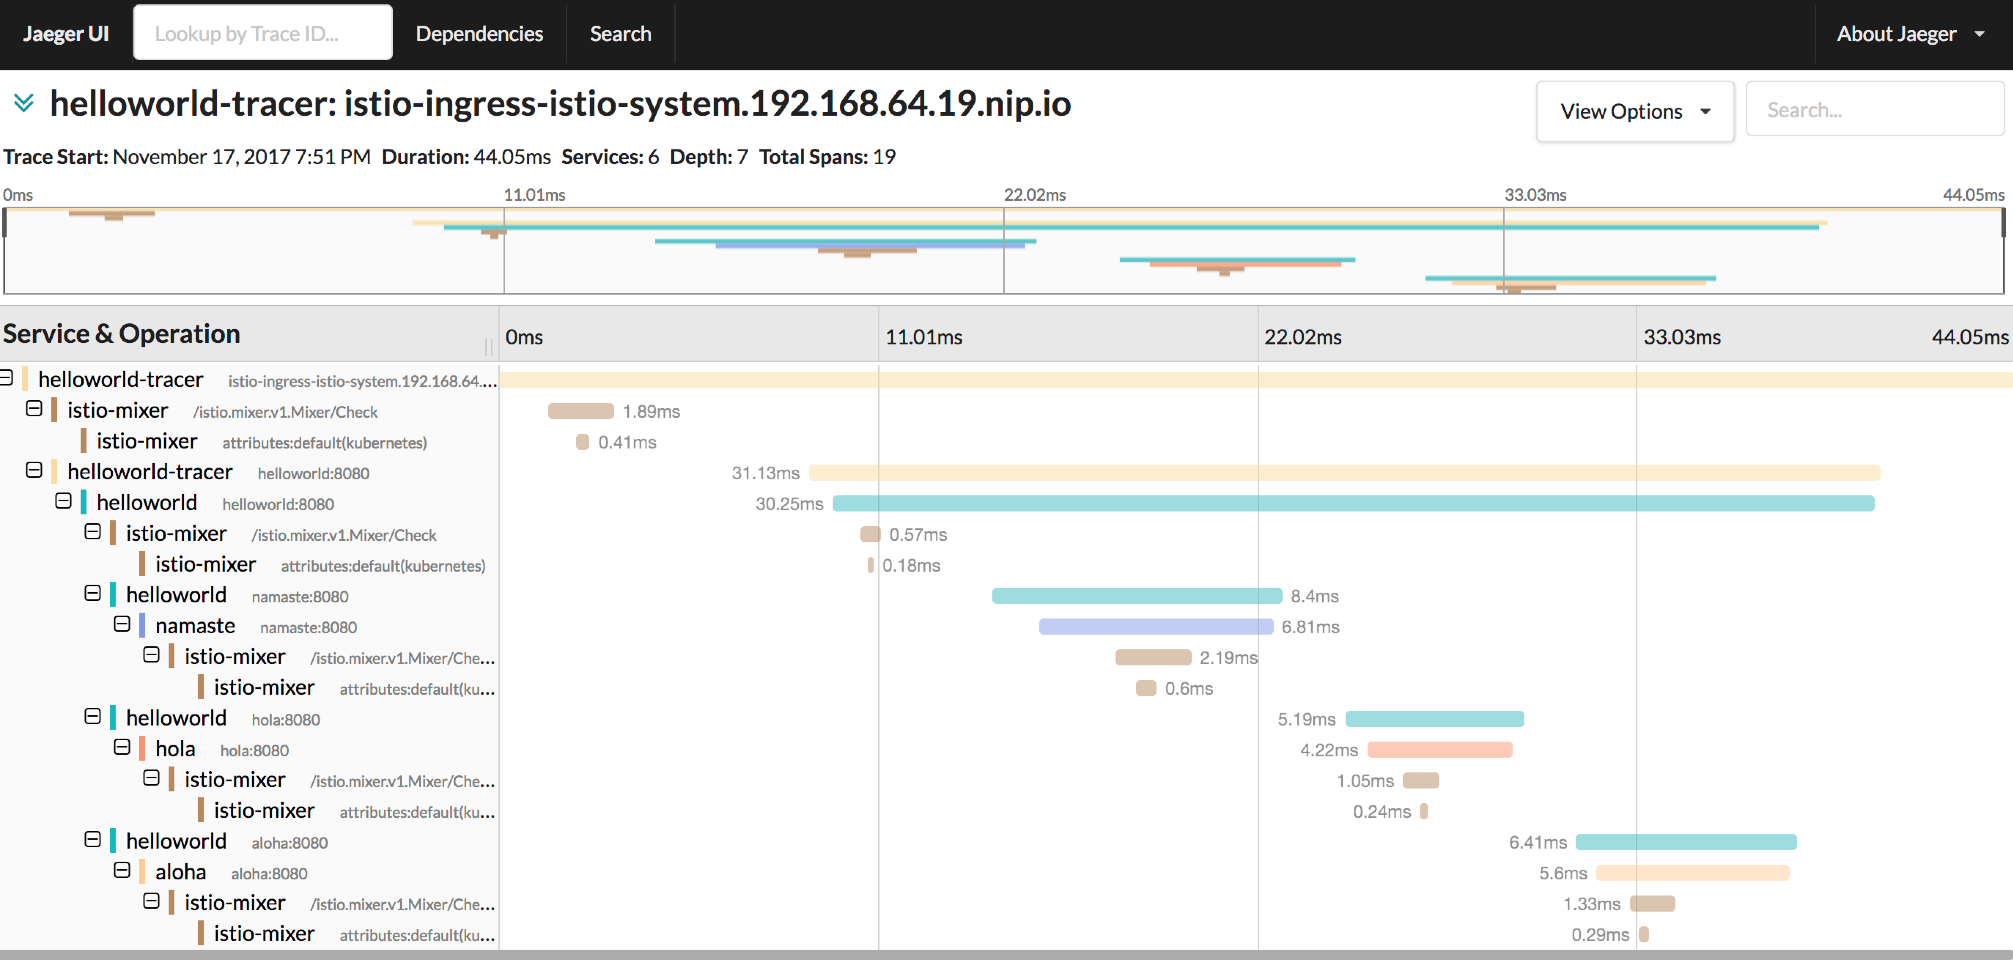 Jaeger UI Lookup by Trace ID... Dependencies Search About Jaeger
helloworld-tracer: istio-ingress-istio-system.192.168.64.19.nip.io View Options Search...
Trace Start: November 17, 2017 7:51 PM Duration: 44.05ms Services: 6 Depth: 7 Total Spans: 19
0ms 11.01ms 22.02ms 33.03ms 44.05ms
Service & Operation 0ms 11.01ms 22.02ms 33.03ms 44.05ms
helloworld-tracer istio-ingress-istio-system.192.168.64....
istio-mixer /istio.mixer.v1.Mixer/Check 1.89ms
istio-mixer attributes:default(kubernetes) 0.41ms
helloworld-tracer helloworld:8080 31.13ms
helloworld helloworld:8080 30.25ms
istio-mixer /istio.mixer.v1.Mixer/Check 0.57ms
istio-mixer attributes:default(kubernetes) 0.18ms
helloworld namaste:8080 8.4ms
namaste namaste:8080 6.81ms
istio-mixer /istio.mixer.v1.Mixer/Che... 2.19ms
istio-mixer attributes:default(ku... 0.6ms
helloworld hola:8080 5.19ms
hola hola:8080 4.22ms
istio-mixer /istio.mixer.v1.Mixer/Che... 1.05ms
istio-mixer attributes:default(ku... 0.24ms
helloworld aloha:8080 6.41ms
aloha aloha:8080 5.6ms
istio-mixer /istio.mixer.v1.Mixer/Che... 1.33ms
istio-mixer attributes:default(ku... 0.29ms